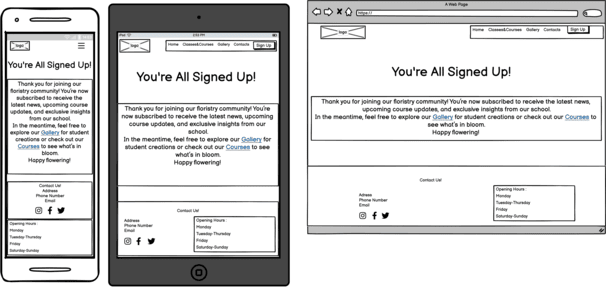 logo
You're All Signed Up!
Thank you for joining our
floristry community! You're now
subscribed to receive the
latest news, upcoming course
updates, and exclusive insights
from our school.
In the meantime, feel free to
explore our Gallery for student
creations or check out our
Courses to see what's in
bloom.
Happy flowering!
Contact Us!
Address
Phone Number
Email
Opening Hours :
Monday
Tuesday-Thursday
Friday
Saturday-Sunday
logo
Home Classes&Courses Gallery Contacts Sign Up
You're All Signed Up!
Thank you for joining our floristry community! You're
now subscribed to receive the latest news, upcoming
course updates, and exclusive insights from our
school.
In the meantime, feel free to explore our Gallery for
student creations or check out our Courses to see
what's in bloom.
Happy flowering!
Contact Us!
Adress
Phone Number
Email
Opening Hours :
Monday
Tuesday-Thursday
Friday
Saturday-Sunday
A Web Page
https://
logo
Home Classes&Courses Gallery Contacts Sign Up
You're All Signed Up!
Thank you for joining our floristry community! You're now subscribed to receive the latest news,
upcoming course updates, and exclusive insights from our school.
In the meantime, feel free to explore our Gallery for student creations or check out our Courses to see
what's in bloom.
Happy flowering!
Contact Us!
Adress
Phone Number
Email
Opening Hours :
Monday
Tuesday-Thursday
Friday
Saturday-Sunday